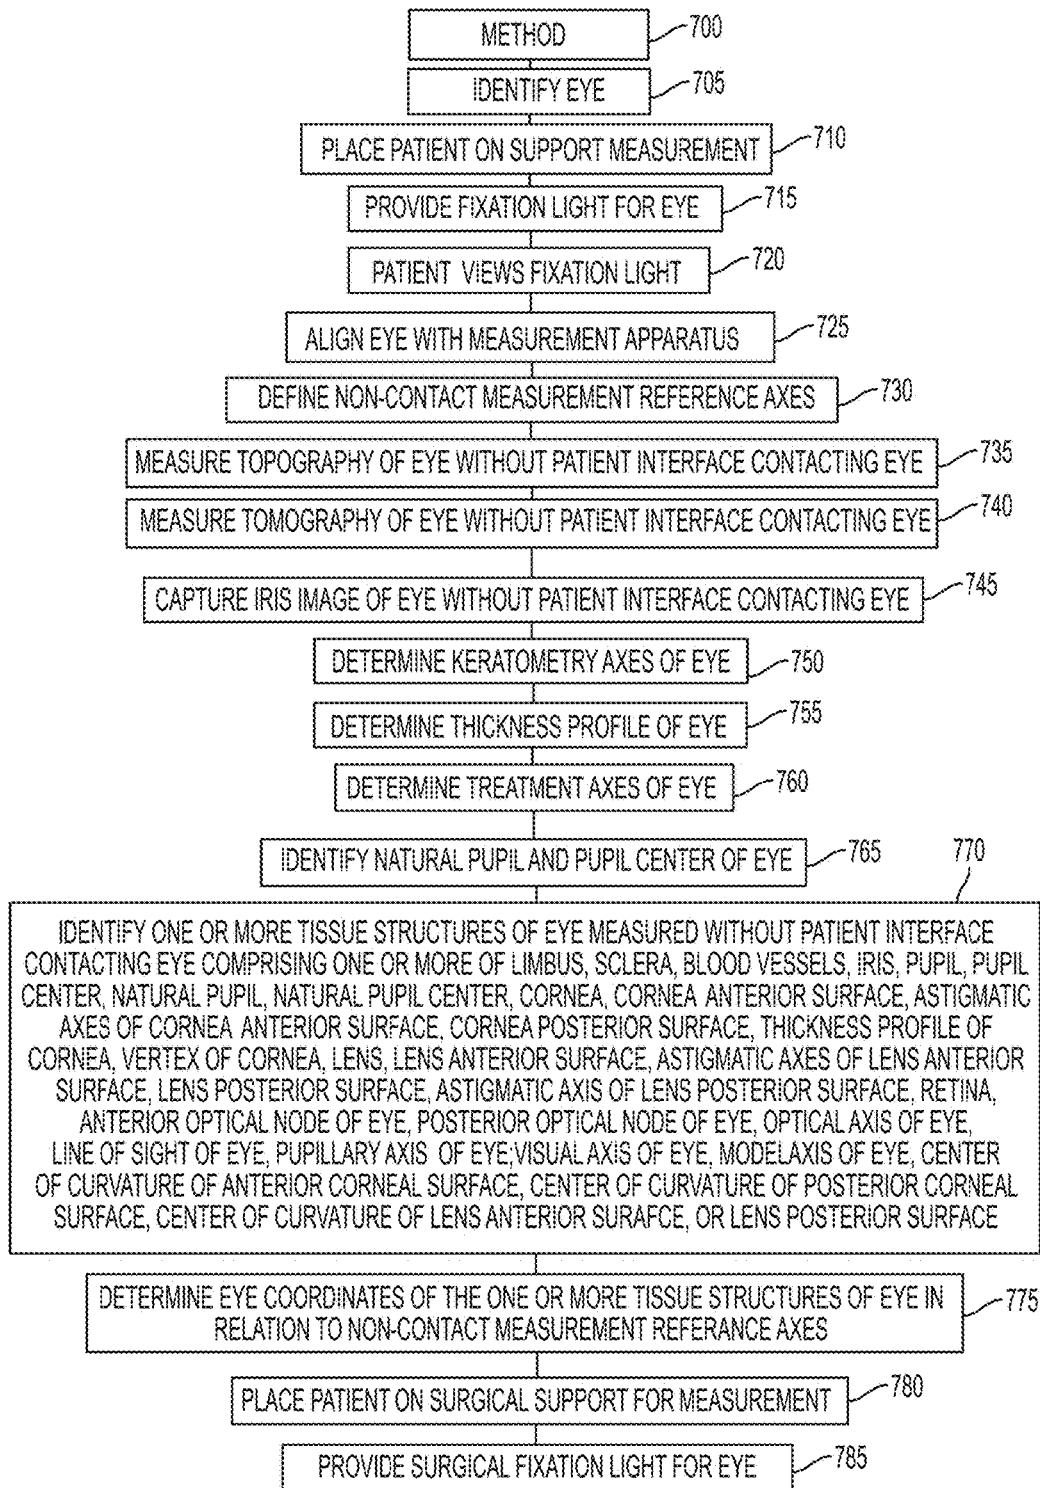 METHOD
700
IDENTIFY EYE
705
PLACE PATIENT ON SUPPORT MEASUREMENT
710
PROVIDE FIXATION LIGHT FOR EYE
715
PATIENT VIEWS FIXATION LIGHT
720
ALIGN EYE WITH MEASUREMENT APPARATUS
725
DEFINE NON-CONTACT MEASUREMENT REFERENCE AXES
730
MEASURE TOPOGRAPHY OF EYE WITHOUT PATIENT INTERFACE CONTACTING EYE
735
MEASURE TOMOGRAPHY OF EYE WITHOUT PATIENT INTERFACE CONTACTING EYE
740
CAPTURE IRIS IMAGE OF EYE WITHOUT PATIENT INTERFACE CONTACTING EYE
745
DETERMINE KERATOMETRY AXES OF EYE
750
DETERMINE THICKNESS PROFILE OF EYE
755
DETERMINE TREATMENT AXES OF EYE
760
IDENTIFY NATURAL PUPIL AND PUPIL CENTER OF EYE
765
770
IDENTIFY ONE OR MORE TISSUE STRUCTURES OF EYE MEASURED WITHOUT PATIENT INTERFACE
CONTACTING EYE COMPRISING ONE OR MORE OF LIMBUS, SCLERA, BLOOD VESSELS, IRIS, PUPIL, PUPIL
CENTER, NATURAL PUPIL, NATURAL PUPIL CENTER, CORNEA, CORNEA ANTERIOR SURFACE, ASTIGMATIC
AXES OF CORNEA ANTERIOR SURFACE, CORNEA POSTERIOR SURFACE, THICKNESS PROFILE OF
CORNEA, VERTEX OF CORNEA, LENS, LENS ANTERIOR SURFACE, ASTIGMATIC AXES OF LENS ANTERIOR
SURFACE, LENS POSTERIOR SURFACE, ASTIGMATIC AXIS OF LENS POSTERIOR SURFACE, RETINA,
ANTERIOR OPTICAL NODE OF EYE, POSTERIOR OPTICAL NODE OF EYE, OPTICAL AXIS OF EYE,
LINE OF SIGHT OF EYE, PUPILLARY AXIS OF EYE;VISUAL AXIS OF EYE, MODELAXIS OF EYE, CENTER
OF CURVATURE OF ANTERIOR CORNEAL SURFACE, CENTER OF CURVATURE OF POSTERIOR CORNEAL
SURFACE, CENTER OF CURVATURE OF LENS ANTERIOR SURAFCE, OR LENS POSTERIOR SURFACE
DETERMINE EYE COORDINATES OF THE ONE OR MORE TISSUE STRUCTURES OF EYE IN
RELATION TO NON-CONTACT MEASUREMENT REFERANCE AXES
775
PLACE PATIENT ON SURGICAL SUPPORT FOR MEASUREMENT
780
PROVIDE SURGICAL FIXATION LIGHT FOR EYE
785